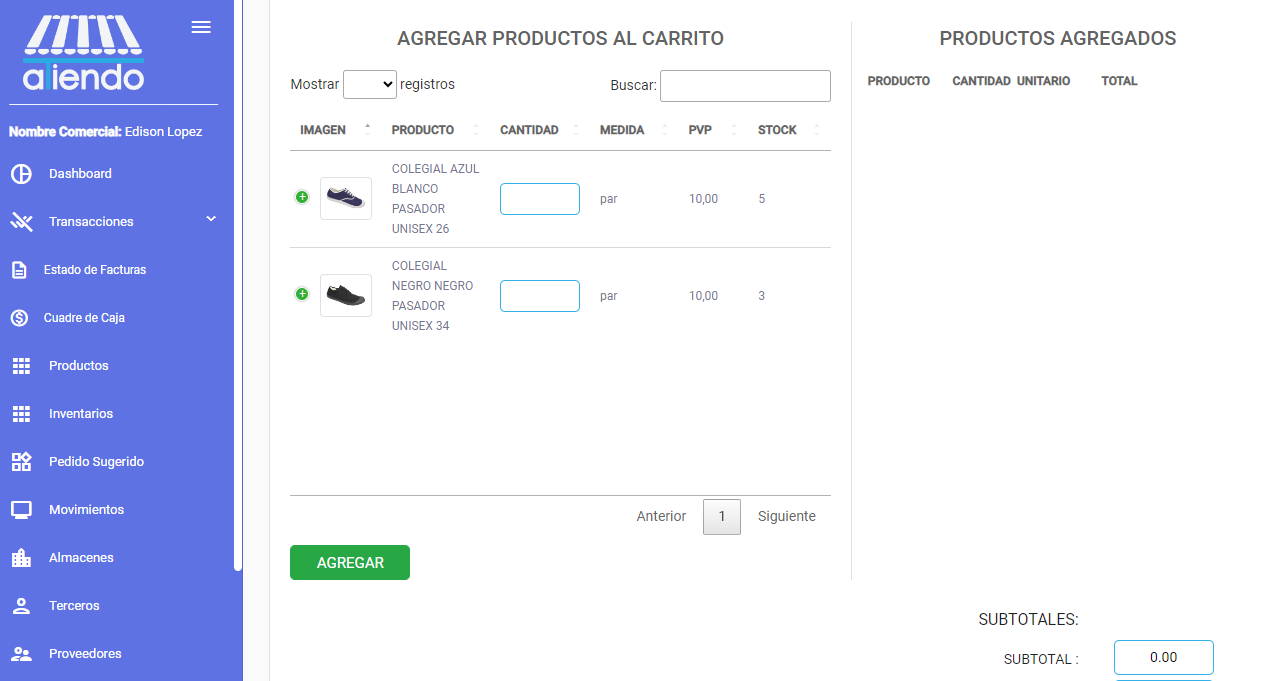 aTiendo
Nombre Comercial: Edison Lopez
Dashboard
Transacciones
Estado de Facturas
Cuadre de Caja
Productos
Inventarios
Pedido Sugerido
Movimientos
Almacenes
Terceros
Proveedores
AGREGAR PRODUCTOS AL CARRITO
Mostrar registros Buscar:
IMAGEN PRODUCTO CANTIDAD MEDIDA PVP STOCK
COLEGIAL AZUL
BLANCO
PASADOR
UNISEX 26
par 10,00 5
COLEGIAL
NEGRO NEGRO
PASADOR
UNISEX 34
par 10,00 3
Anterior 1 Siguiente
AGREGAR
PRODUCTOS AGREGADOS
PRODUCTO CANTIDAD UNITARIO TOTAL
SUBTOTALES:
SUBTOTAL : 0.00